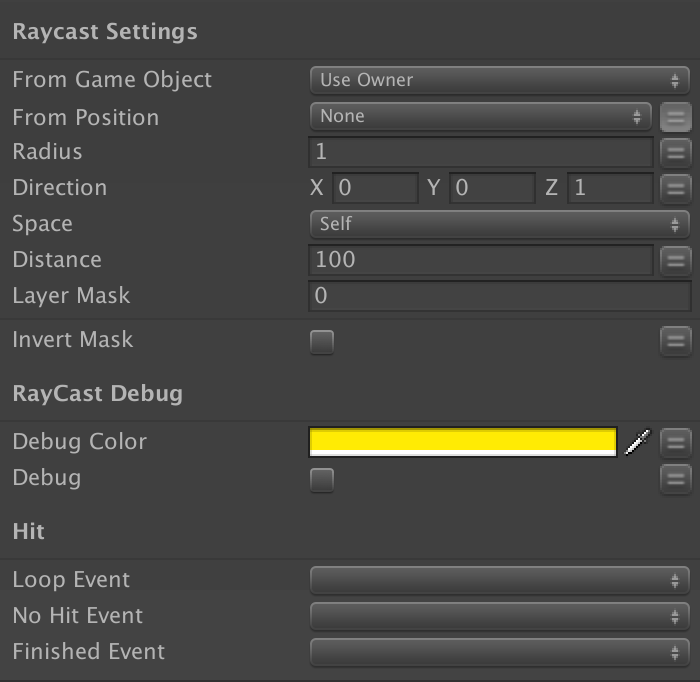 Raycast Settings
From Game Object Use Owner
From Position None
Radius 1
Direction X 0 Y 0 Z 1
Space Self
Distance 100
Layer Mask 0
Invert Mask
RayCast Debug
Debug Color
Debug
Hit
Loop Event
No Hit Event
Finished Event